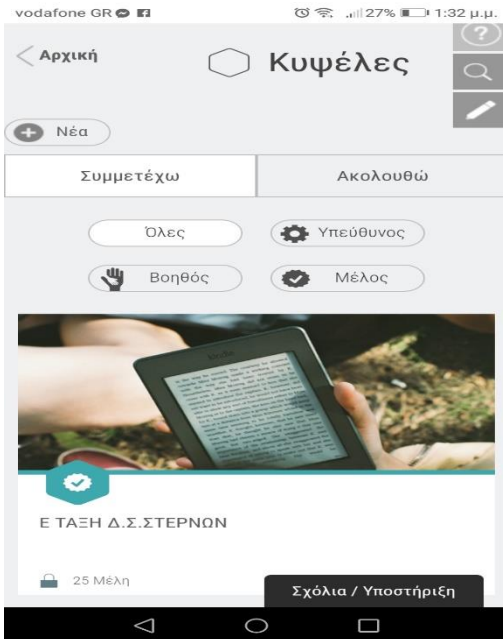 vodafone GR 27% 1:32 μ.μ.
Αρχική
Κυψέλες
?
Νέα
Συμμετέχω Ακολουθώ
Όλες Υπεύθυνος
Βοηθός Μέλος
kindle
Ε ΤΑΞΗ Δ.Σ.ΣΤΕΡΝΩΝ
25 Μέλη
Σχόλια / Υποστήριξη